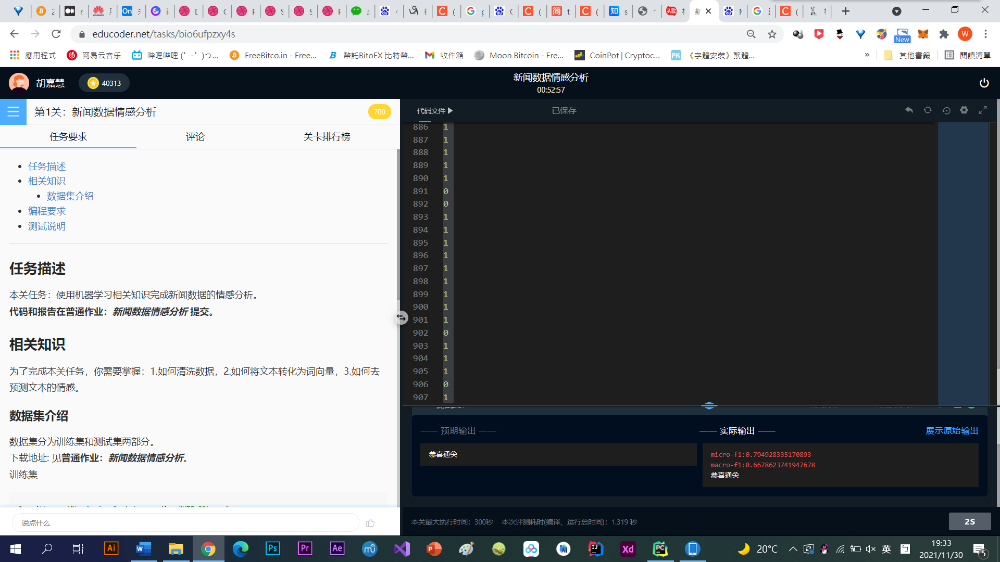 educoder.net/tasks/bio6ufpzxy4s
New
W
應用程式
网易云音乐
哔哩哔哩 (゜-゜)つ...
FreeBitco.in - Free...
幣託BitoEX 比特幣...
收件箱
Moon Bitcoin - Fre...
CoinPot | Cryptoc...
《字體安裝》繁體...
»
其他書籤
閱讀清單
胡嘉慧
40313
新闻数据情感分析
00:52:57
第1关：新闻数据情感分析
700
任务要求
评论
关卡排行榜
任务描述
相关知识
数据集介绍
编程要求
测试说明
任务描述
本关任务：使用机器学习相关知识完成新闻数据的情感分析。
代码和报告在普通作业：新闻数据情感分析 提交。
相关知识
为了完成本关任务，你需要掌握：1.如何清洗数据，2.如何将文本转化为词向量，3.如何去
预测文本的情感。
数据集介绍
数据集分为训练集和测试集两部分。
下载地址: 见普通作业：新闻数据情感分析。
训练集
说点什么
代码文件
已保存
886 1
887 1
888 1
889 1
890 1
891 0
892 0
893 1
894 1
895 1
896 1
897 1
898 1
899 1
900 1
901 1
902 0
903 1
904 1
905 1
906 0
907 1
—— 预期输出 ——
—— 实际输出 ——
展示原始输出
恭喜通关
micro-f1:0.794928335170893
macro-f1:0.6678623741947678
恭喜通关
本关最大执行时间：300秒
本次评测耗时(编译、运行总时间)：1.319 秒
2S
20°C
英
19:33
2021/11/30
5